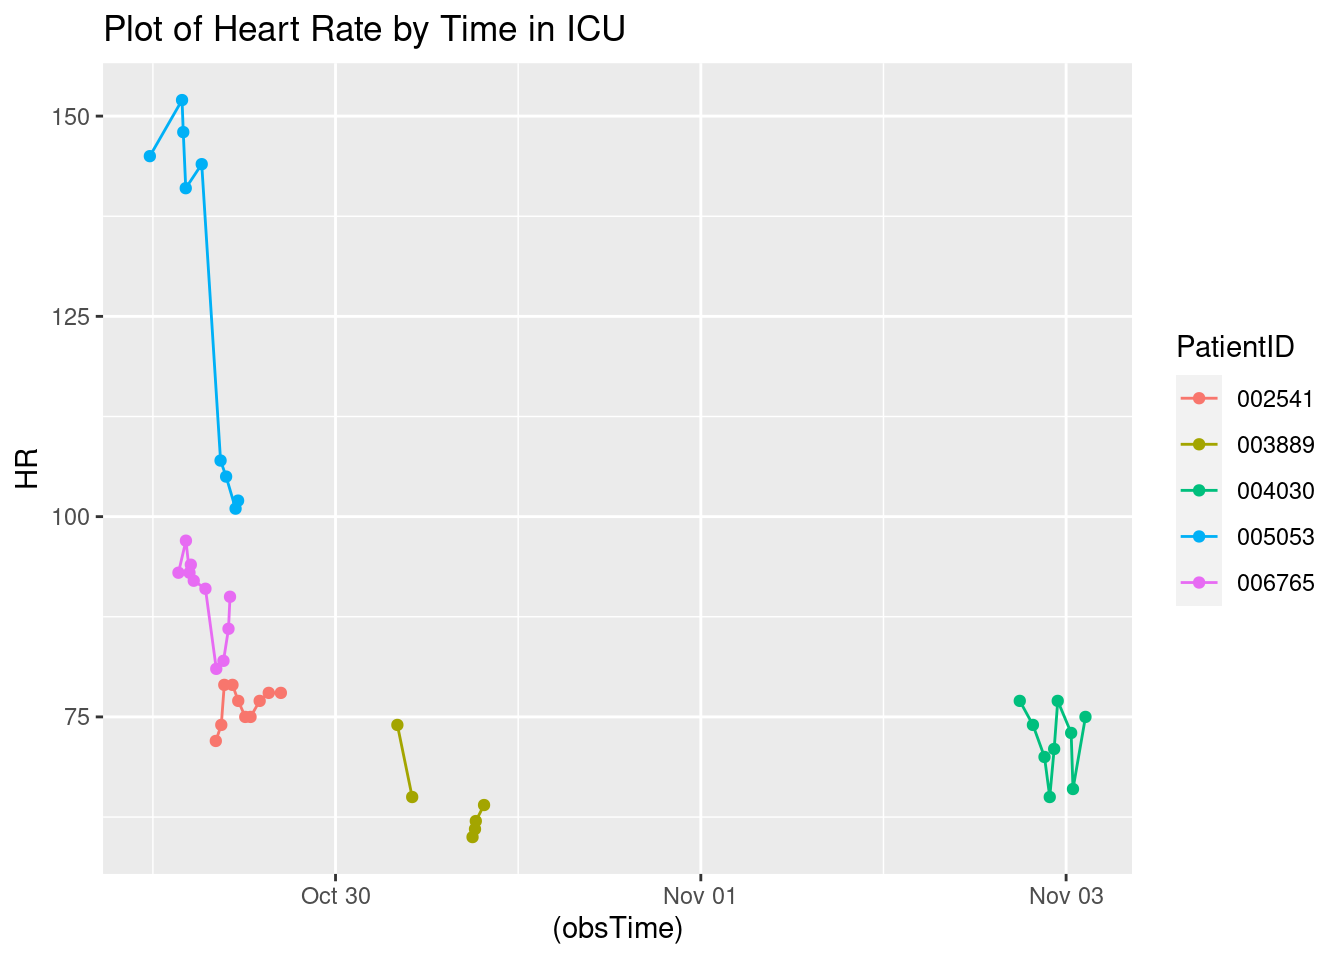 Plot of Heart Rate by Time in ICU
150
125
100
75
HR
Oct 30
Nov 01
Nov 03
(obsTime)
PatientID
002541
003889
004030
005053
006765